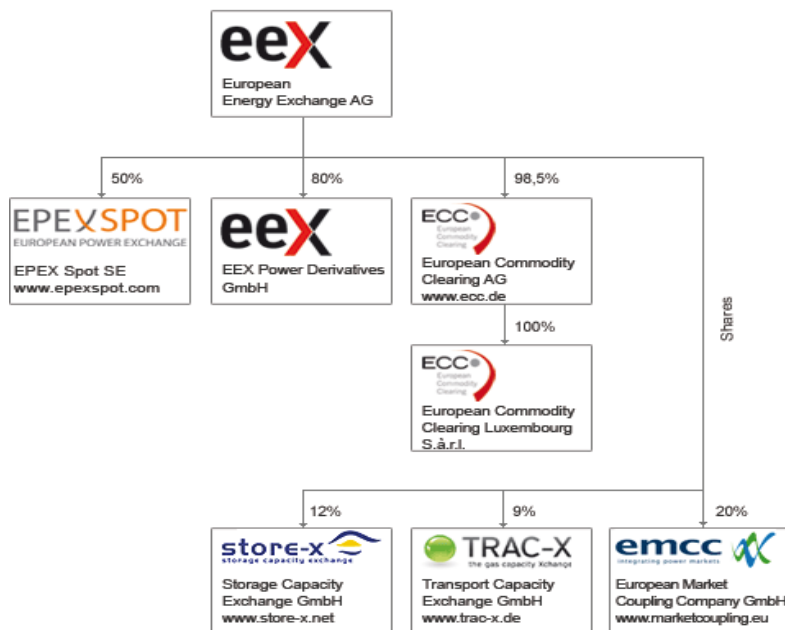 eex
European
Energy Exchange AG
50%
80%
98,5%
EPEXSPOT
EUROPEAN POWER EXCHANGE
EPEX Spot SE
www.epexspot.com
eex
EEX Power Derivatives
GmbH
ECC
European
Commodity
Clearing
European Commodity
Clearing AG
www.ecc.de
Shares
100%
ECC
European
Commodity
Clearing
European Commodity
Clearing Luxembourg
S.à.r.l.
12%
9%
20%
store-x
storage capacity exchange
Storage Capacity
Exchange GmbH
www.store-x.net
TRAC-X
the gas capacity Xchange
Transport Capacity
Exchange GmbH
www.trac-x.de
emcc
integrating power markets
European Market
Coupling Company GmbH
www.marketcoupling.eu